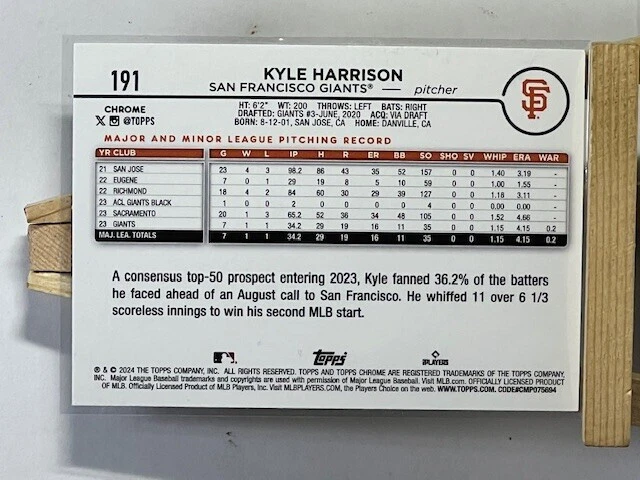 191
KYLE HARRISON
SAN FRANCISCO GIANTS® — pitcher
SF
CHROME
X @TOPPS
HT: 6'2" WT: 200 THROWS: LEFT BATS: RIGHT
DRAFTED: GIANTS #3-JUNE, 2020 ACQ: VIA DRAFT
BORN: 8-12-01, SAN JOSE, CA HOME: DANVILLE, CA
MAJOR AND MINOR LEAGUE PITCHING RECORD
YR CLUB G W L IP H R ER BB SO SHO SV WHIP ERA WAR
21 SAN JOSE 23 4 3 98.2 86 43 35 52 157 0 0 1.40 3.19 -
22 EUGENE 7 0 1 29 19 8 5 10 59 0 0 1.00 1.55 -
22 RICHMOND 18 4 2 84 60 30 29 39 127 0 0 1.18 3.11 -
23 ACL GIANTS BLACK 1 0 0 2 0 0 0 0 4 0 0 0.00 0.00 -
23 SACRAMENTO 20 1 3 65.2 52 36 34 48 105 0 0 1.52 4.66 -
23 GIANTS 7 1 1 34.2 29 19 16 11 35 0 0 1.15 4.15 0.2
MAJ. LEA. TOTALS 7 1 1 34.2 29 19 16 11 35 0 0 1.15 4.15 0.2
A consensus top-50 prospect entering 2023, Kyle fanned 36.2% of the batters
he faced ahead of an August call to San Francisco. He whiffed 11 over 6 1/3
scoreless innings to win his second MLB start.
topps
PLAYERS
® & © 2024 THE TOPPS COMPANY, INC. ALL RIGHTS RESERVED. TOPPS AND TOPPS CHROME ARE REGISTERED TRADEMARKS OF THE TOPPS COMPANY,
INC. Major League Baseball trademarks and copyrights are used with permission of Major League Baseball. Visit MLB.com. OFFICIALLY LICENSED PRODUCT
OF MLB. Officially Licensed Product of MLB Players, Inc. Visit MLBPLAYERS.COM, the Players Choice on the web. WWW.TOPPS.COM. CODE#CMP075694